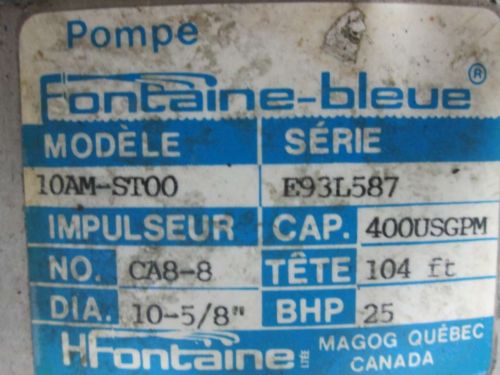 Pompe
Fontaine-bleue®
MODÈLE SÉRIE
10AM-ST00 E93L587
IMPULSEUR CAP. 400USGPM
NO. CA8-8 TÊTE 104 ft
DIA. 10-5/8" BHP 25
HFontaine LTÉE MAGOG QUÉBEC
CANADA